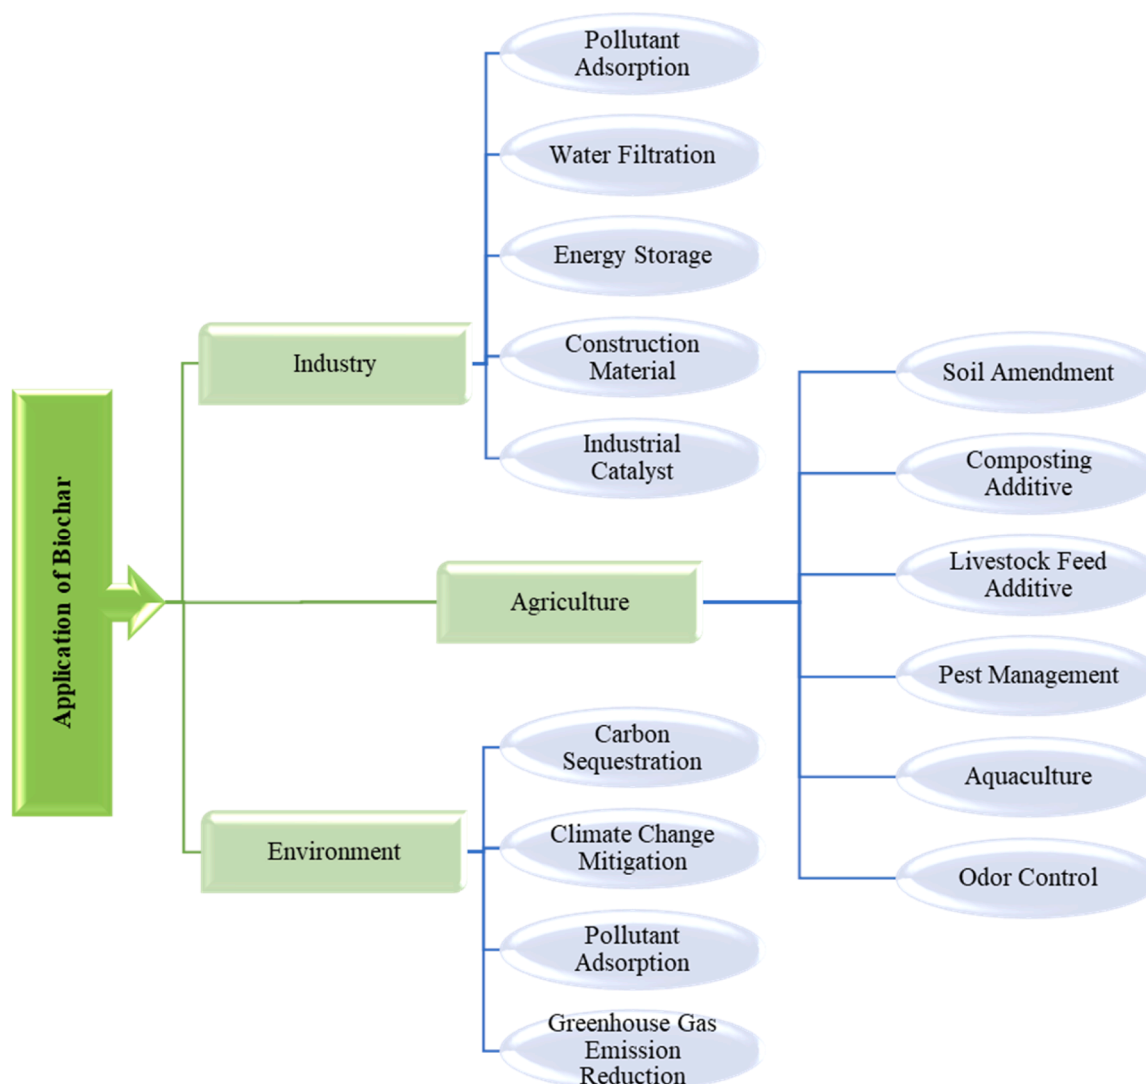 Application of Biochar
Industry
Pollutant
Adsorption
Water Filtration
Energy Storage
Construction
Material
Industrial
Catalyst
Agriculture
Soil Amendment
Composting
Additive
Livestock Feed
Additive
Pest Management
Aquaculture
Odor Control
Environment
Carbon
Sequestration
Climate Change
Mitigation
Pollutant
Adsorption
Greenhouse Gas
Emission
Reduction